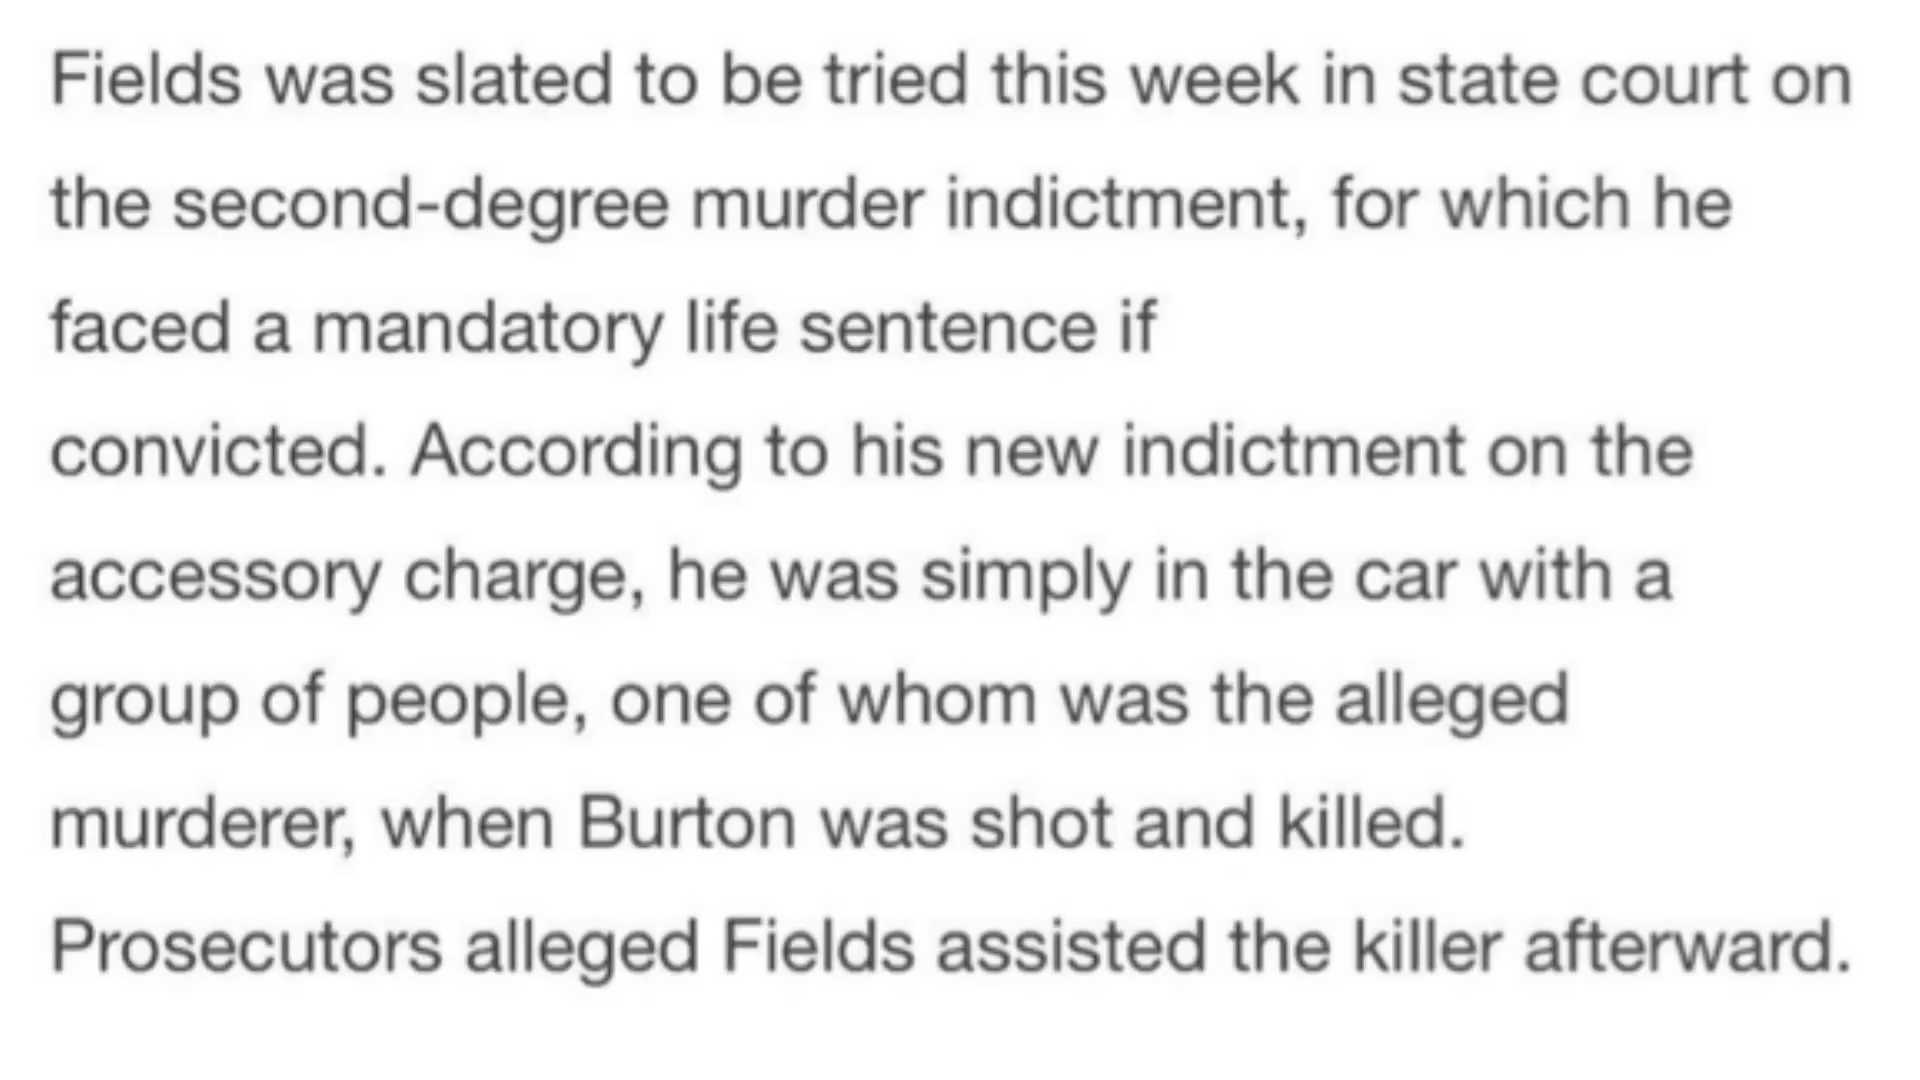 Fields was slated to be tried this week in state court on
the second-degree murder indictment, for which he
faced a mandatory life sentence if
convicted. According to his new indictment on the
accessory charge, he was simply in the car with a
group of people, one of whom was the alleged
murderer, when Burton was shot and killed.
Prosecutors alleged Fields assisted the killer afterward.